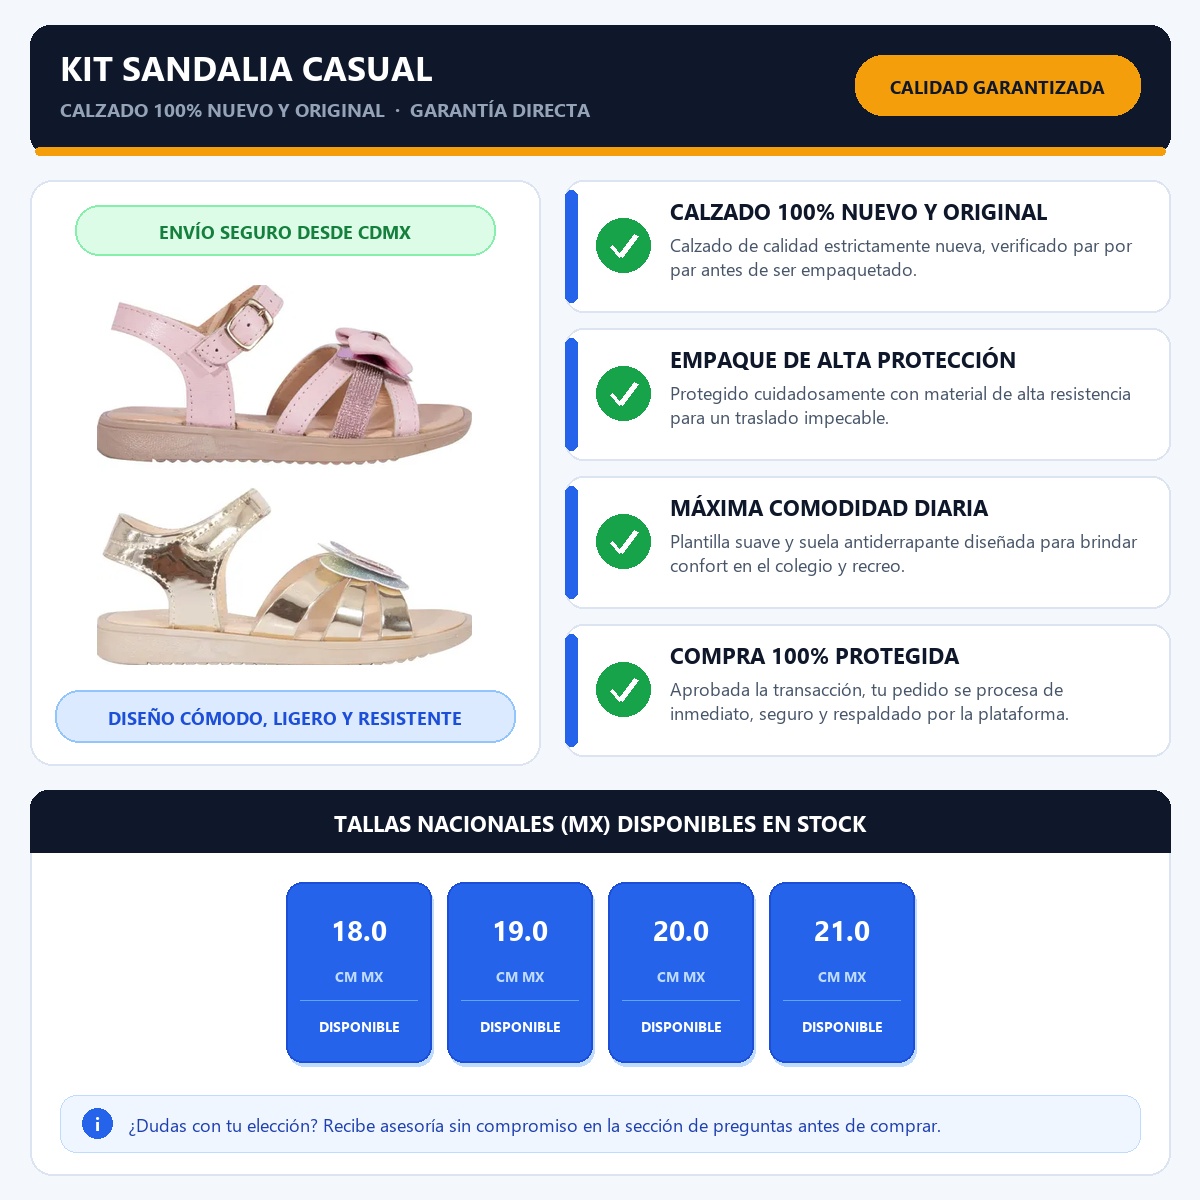 KIT SANDALIA CASUAL
CALZADO 100% NUEVO Y ORIGINAL · GARANTÍA DIRECTA
CALIDAD GARANTIZADA
ENVÍO SEGURO DESDE CDMX
DISEÑO CÓMODO, LIGERO Y RESISTENTE
CALZADO 100% NUEVO Y ORIGINAL
Calzado de calidad estrictamente nueva, verificado par por
par antes de ser empaquetado.
EMPAQUE DE ALTA PROTECCIÓN
Protegido cuidadosamente con material de alta resistencia
para un traslado impecable.
MÁXIMA COMODIDAD DIARIA
Plantilla suave y suela antiderrapante diseñada para brindar
confort en el colegio y recreo.
COMPRA 100% PROTEGIDA
Aprobada la transacción, tu pedido se procesa de
inmediato, seguro y respaldado por la plataforma.
TALLAS NACIONALES (MX) DISPONIBLES EN STOCK
18.0
CM MX
DISPONIBLE
19.0
CM MX
DISPONIBLE
20.0
CM MX
DISPONIBLE
21.0
CM MX
DISPONIBLE
¿Dudas con tu elección? Recibe asesoría sin compromiso en la sección de preguntas antes de comprar.